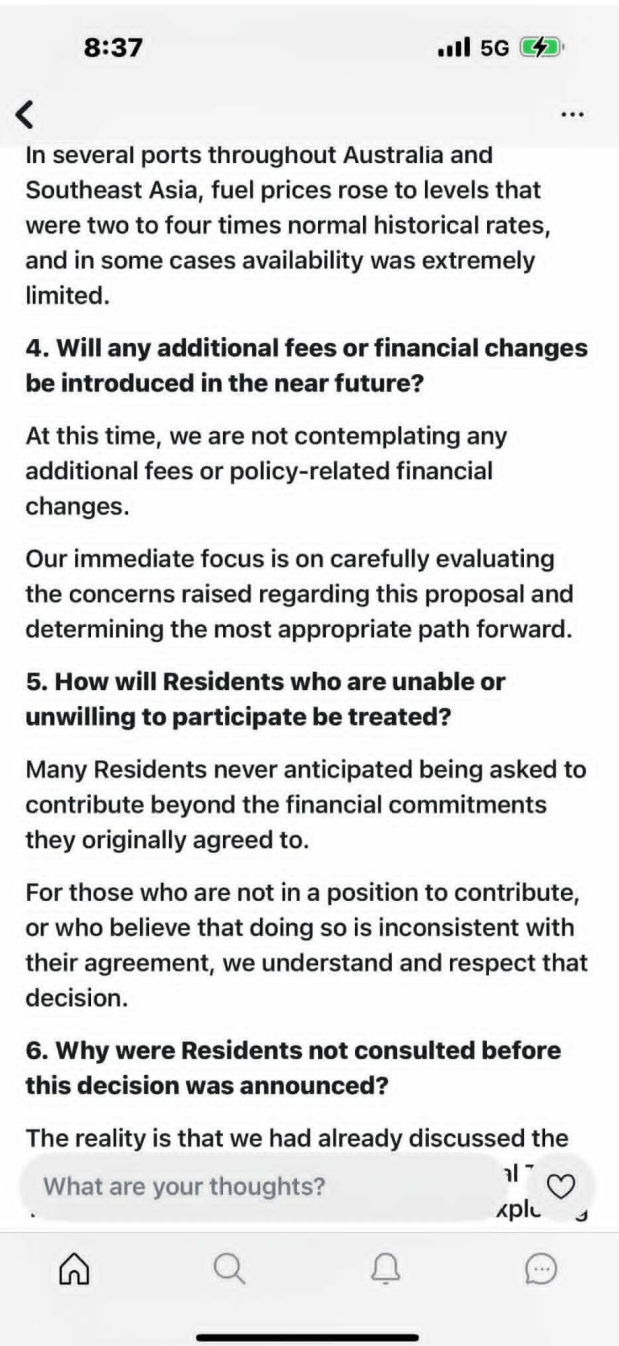 8:37
5G
...
In several ports throughout Australia and
Southeast Asia, fuel prices rose to levels that
were two to four times normal historical rates,
and in some cases availability was extremely
limited.
4. Will any additional fees or financial changes
be introduced in the near future?
At this time, we are not contemplating any
additional fees or policy-related financial
changes.
Our immediate focus is on carefully evaluating
the concerns raised regarding this proposal and
determining the most appropriate path forward.
5. How will Residents who are unable or
unwilling to participate be treated?
Many Residents never anticipated being asked to
contribute beyond the financial commitments
they originally agreed to.
For those who are not in a position to contribute,
or who believe that doing so is inconsistent with
their agreement, we understand and respect that
decision.
6. Why were Residents not consulted before
this decision was announced?
The reality is that we had already discussed the
What are your thoughts?